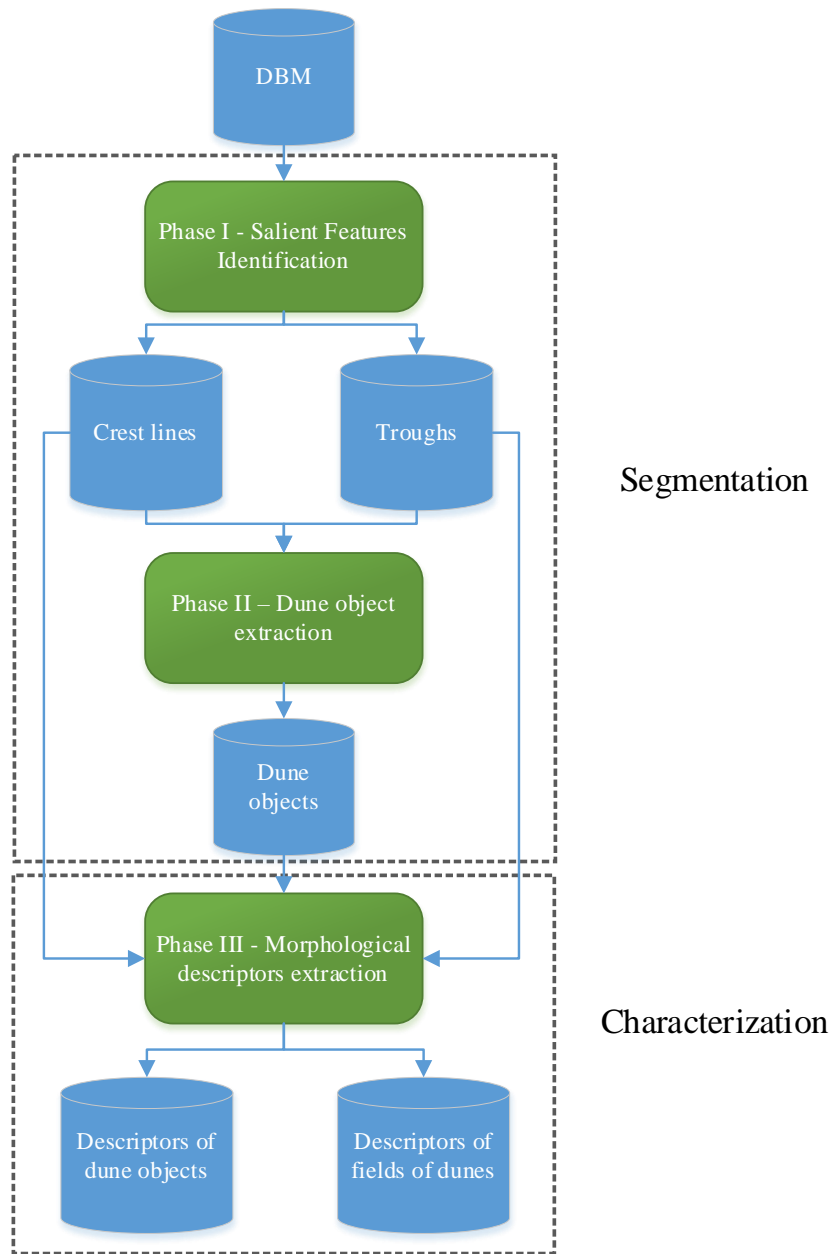 DBM
Phase I - Salient Features
Identification
Crest lines
Troughs
Segmentation
Phase II – Dune object
extraction
Dune
objects
Phase III - Morphological
descriptors extraction
Characterization
Descriptors of
dune objects
Descriptors of
fields of dunes